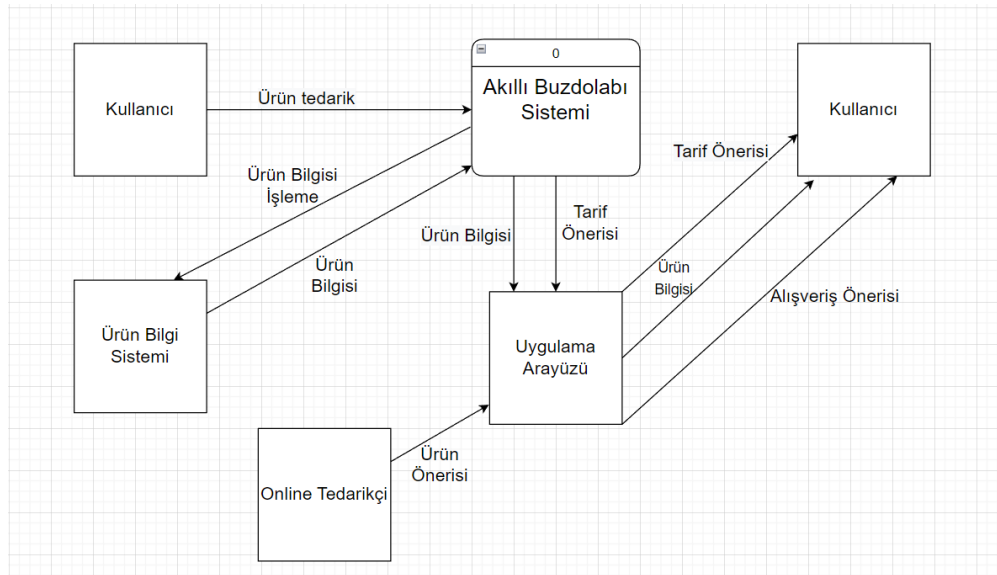 0
Kullanıcı
Ürün tedarik
Akıllı Buzdolabı
Sistemi
Kullanıcı
Tarif Önerisi
Ürün Bilgisi
İşleme
Ürün Bilgisi
Tarif
Önerisi
Ürün
Bilgisi
Ürün
Bilgisi
Alışveriş Önerisi
Ürün Bilgi
Sistemi
Uygulama
Arayüzü
Ürün
Önerisi
Online Tedarikçi